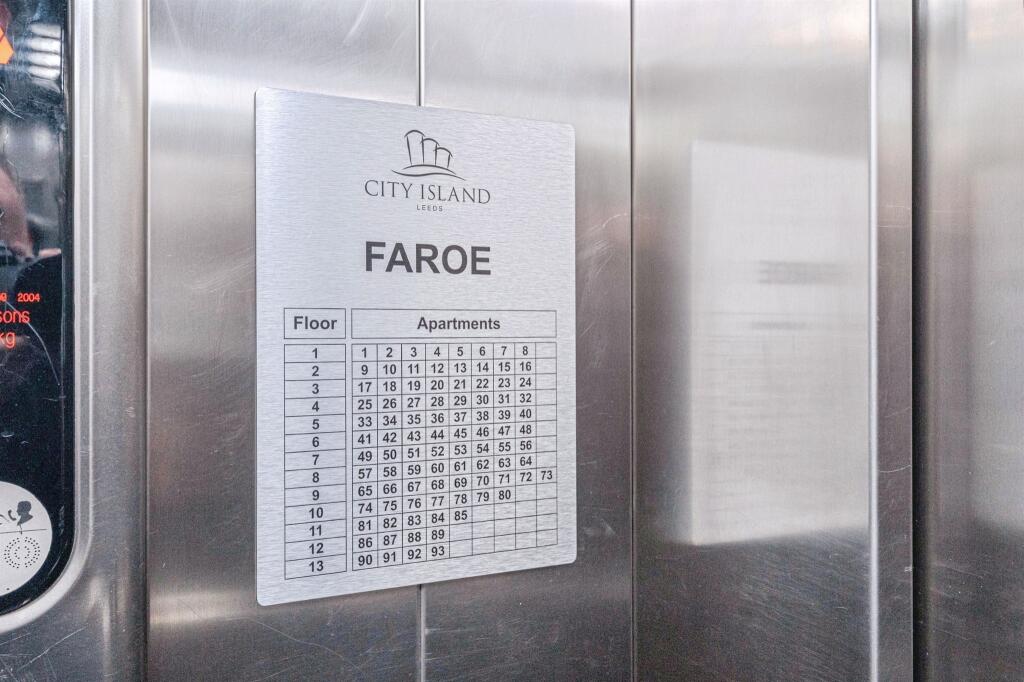 CITY ISLAND
LEEDS
FAROE
Floor Apartments
1 1 2 3 4 5 6 7 8
2 9 10 11 12 13 14 15 16
3 17 18 19 20 21 22 23 24
4 25 26 27 28 29 30 31 32
5 33 34 35 36 37 38 39 40
6 41 42 43 44 45 46 47 48
7 49 50 51 52 53 54 55 56
8 57 58 59 60 61 62 63 64
9 65 66 67 68 69 70 71 72 73
10 74 75 76 77 78 79 80
11 81 82 83 84 85
12 86 87 88 89
13 90 91 92 93
2004
kg